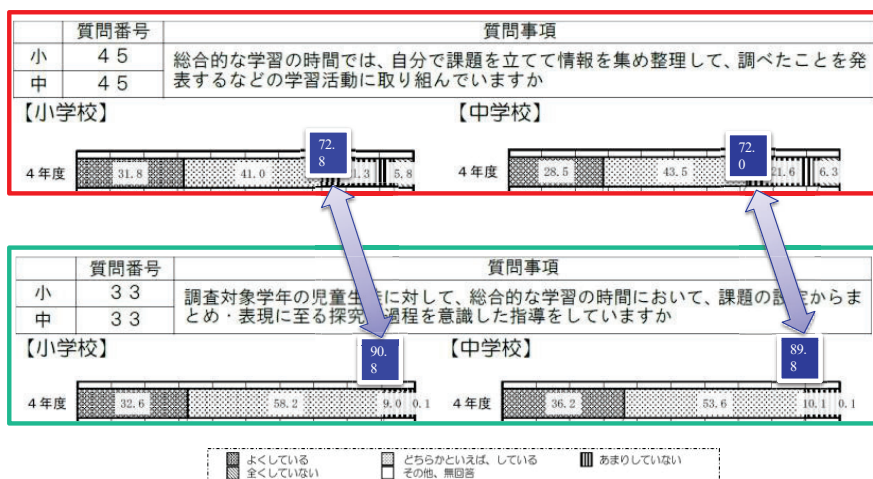 質問番号 質問事項
小 45 総合的な学習の時間では、自分で課題を立てて情報を集め整理して、調べたことを発
中 45 表するなどの学習活動に取り組んでいますか
【小学校】 【中学校】
72.
8
72.
0
4年度 31.8 41.0 1.3 5.8 4年度 28.5 43.5 21.6 6.3
質問番号 質問事項
小 33 調査対象学年の児童生徒に対して、総合的な学習の時間において、課題の設定からま
中 33 とめ・表現に至る探究 過程を意識した指導をしていますか
【小学校】 【中学校】
90.
8
89.
8
4年度 32.6 58.2 9.0 0.1 4年度 36.2 53.6 10.1 0.1
よくしている どちらかといえば、している あまりしていない
全くしていない その他、無回答